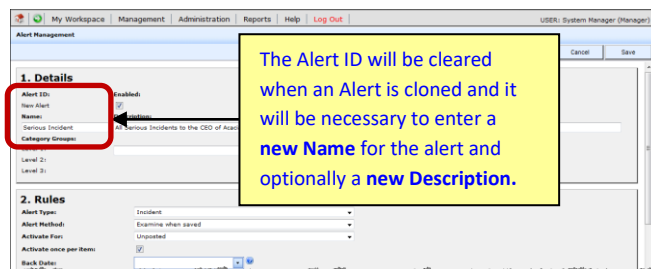 My Workspace Management Administration Reports Help Log Out USER: System Manager (Manager)
Alert Management
Cancel Save
1. Details
Alert ID: Enabled:
New Alert
Name:
Serious Incident All Serious Incidents to the CEO of Acaci
Category Groups:
Level 2:
Level 3:
The Alert ID will be cleared
when an Alert is cloned and it
will be necessary to enter a
new Name for the alert and
optionally a new Description.
2. Rules
Alert Type: Incident
Alert Method: Examine when saved
Activate For: Unposted
Activate once per item:
Back Date: